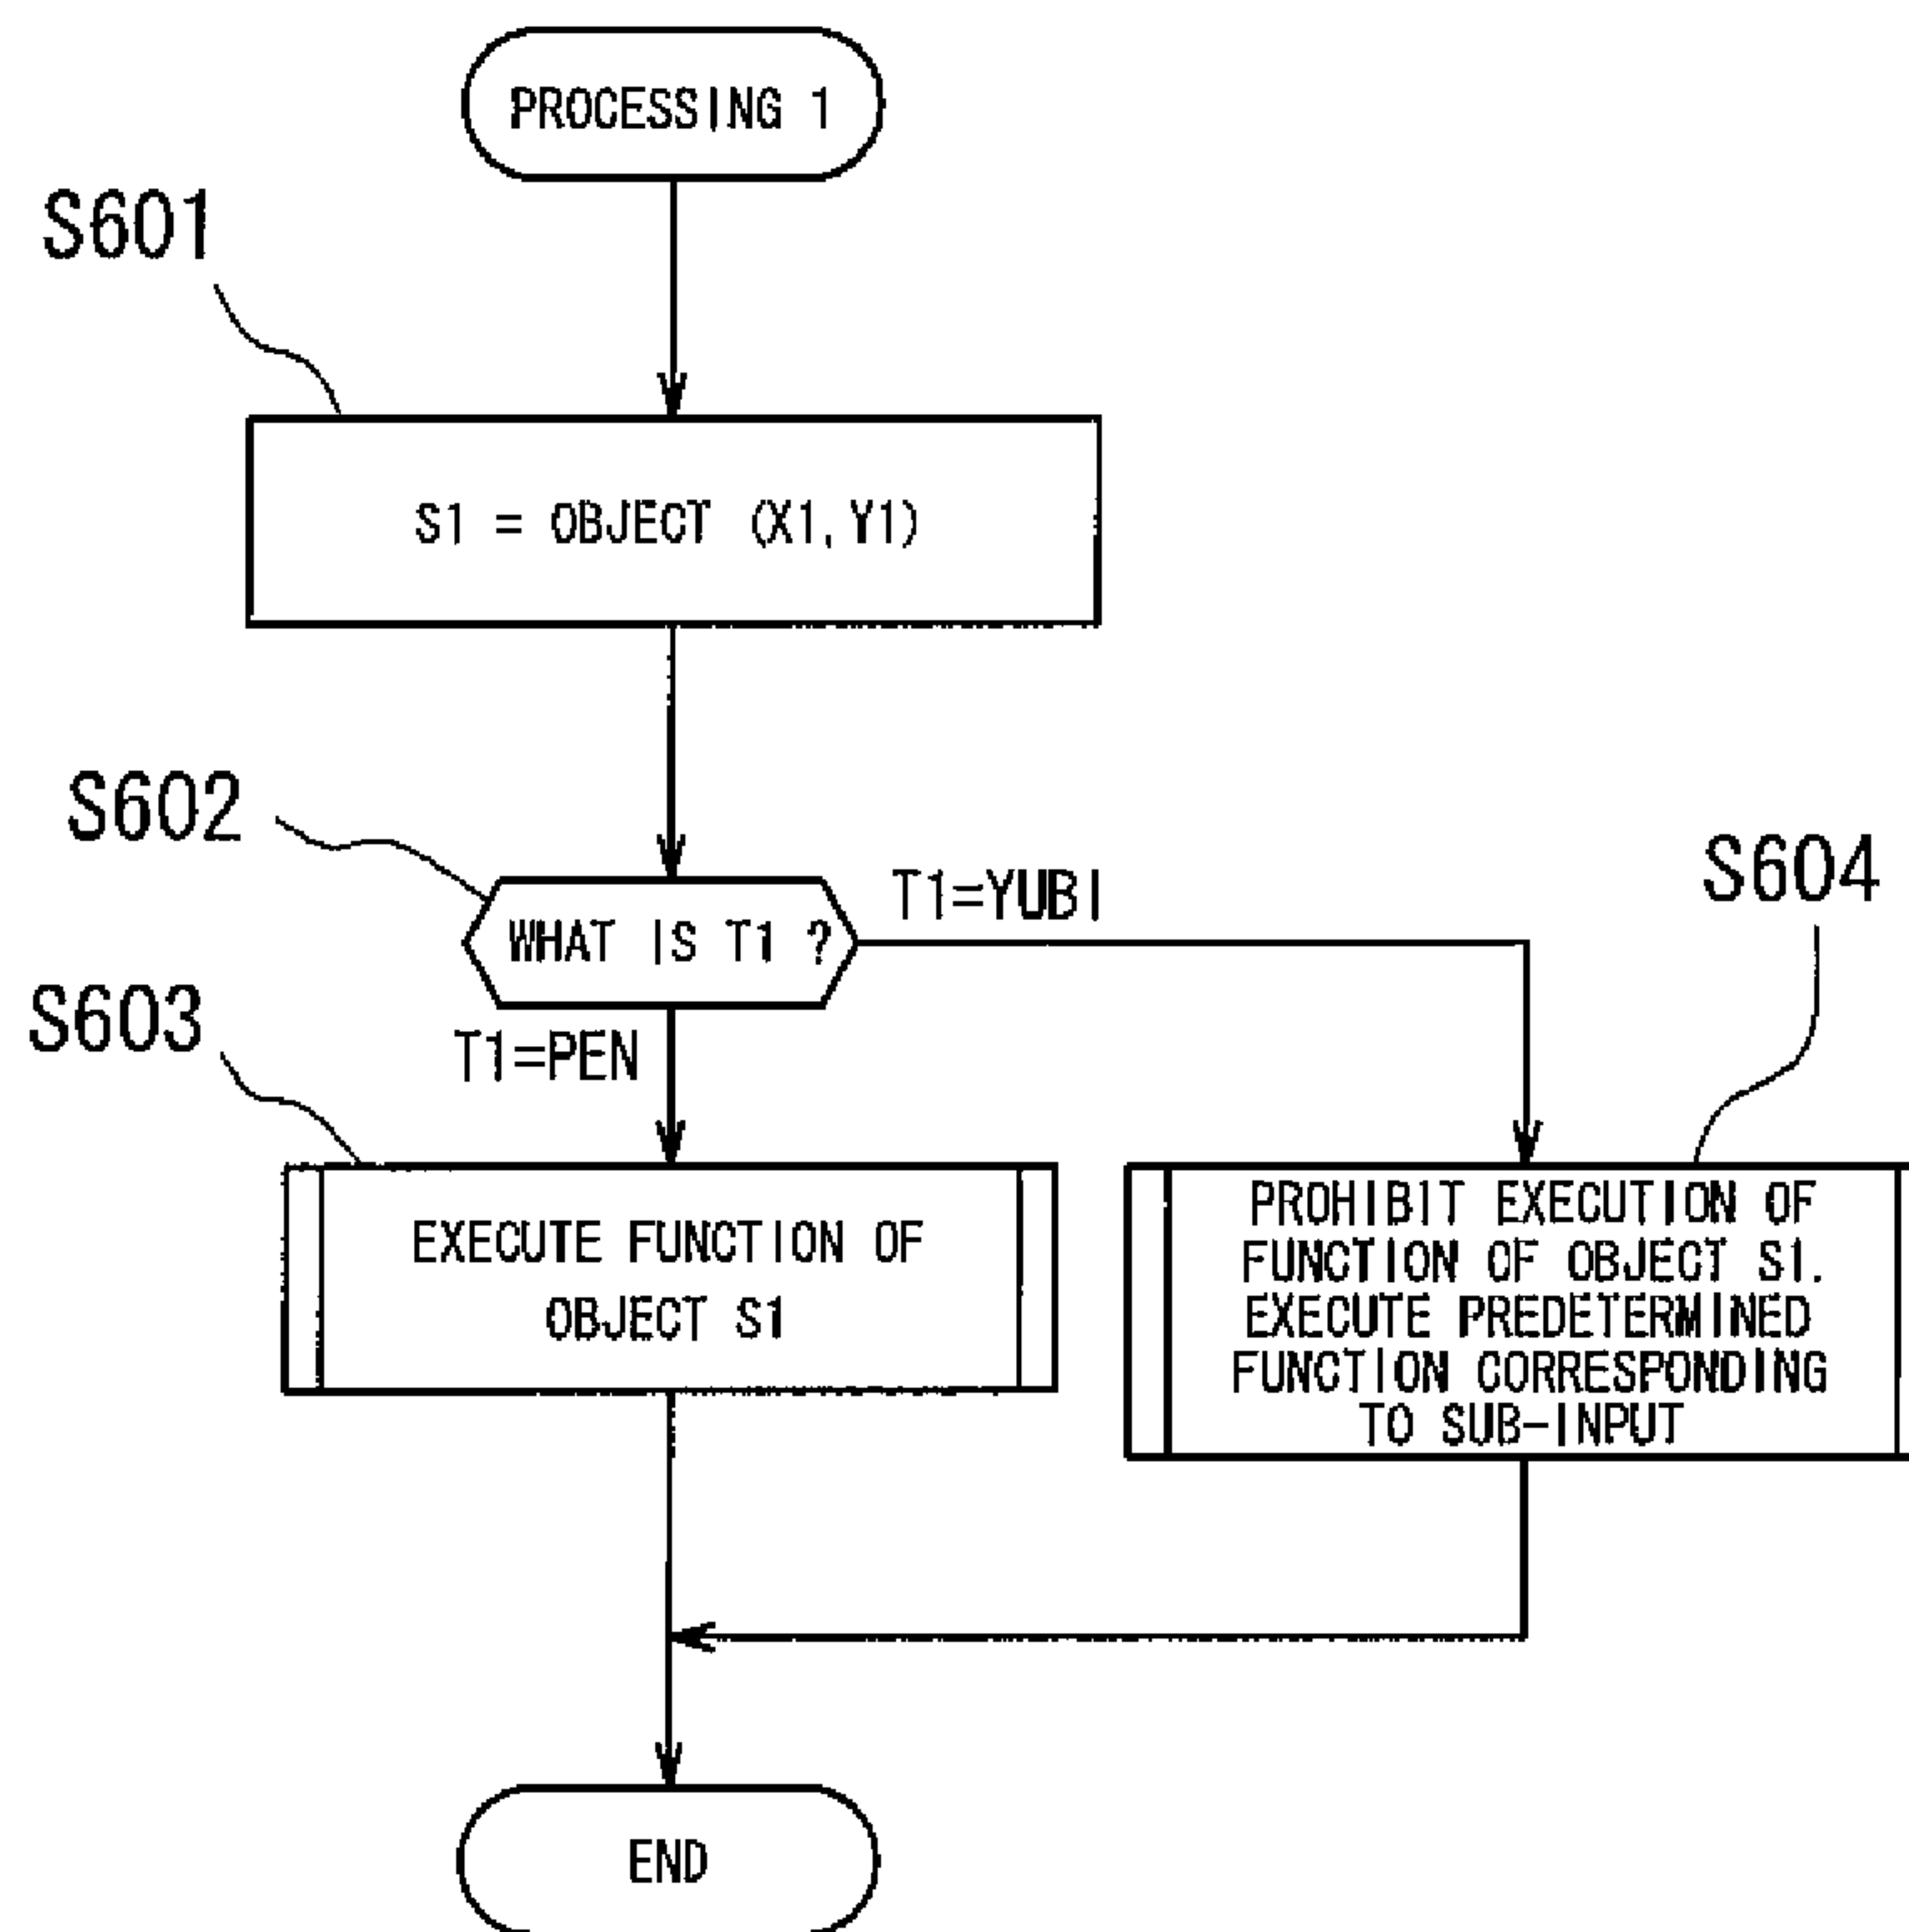 PROCESSING 1
S601
S1 = OBJECT (X1, Y1)
S602
WHAT IS T1 ?
T1=YUBI
S604
S603
T1=PEN
EXECUTE FUNCTION OF
OBJECT S1
PROHIBIT EXECUTION OF
FUNCTION OF OBJECT S1.
EXECUTE PREDETERMINED
FUNCTION CORRESPONDING
TO SUB-INPUT
END